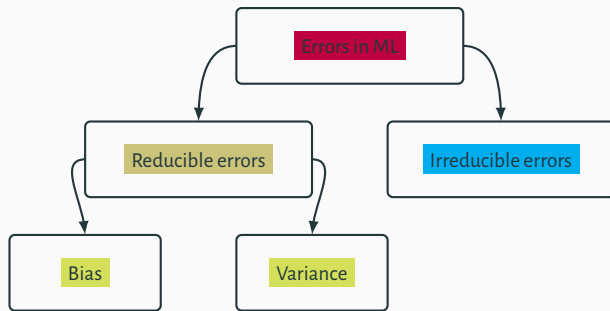 Errors in ML
Reducible errors
Irreducible errors
Bias
Variance